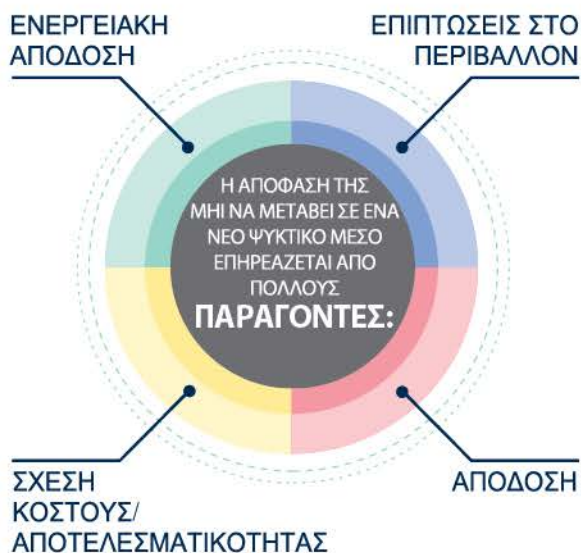 ΕΝΕΡΓΕΙΑΚΗ
ΑΠΟΔΟΣΗ
ΕΠΙΠΤΩΣΕΙΣ ΣΤΟ
ΠΕΡΙΒΑΛΛΟΝ
Η ΑΠΟΦΑΣΗ ΤΗΣ
MHI ΝΑ ΜΕΤΑΒΕΙ ΣΕ ΕΝΑ
ΝΕΟ ΨΥΚΤΙΚΟ ΜΕΣΟ
ΕΠΗΡΕΑΖΕΤΑΙ ΑΠΟ
ΠΟΛΛΟΥΣ
ΠΑΡΑΓΟΝΤΕΣ:
ΣΧΕΣΗ
ΚΟΣΤΟΥΣ/
ΑΠΟΤΕΛΕΣΜΑΤΙΚΟΤΗΤΑΣ
ΑΠΟΔΟΣΗ